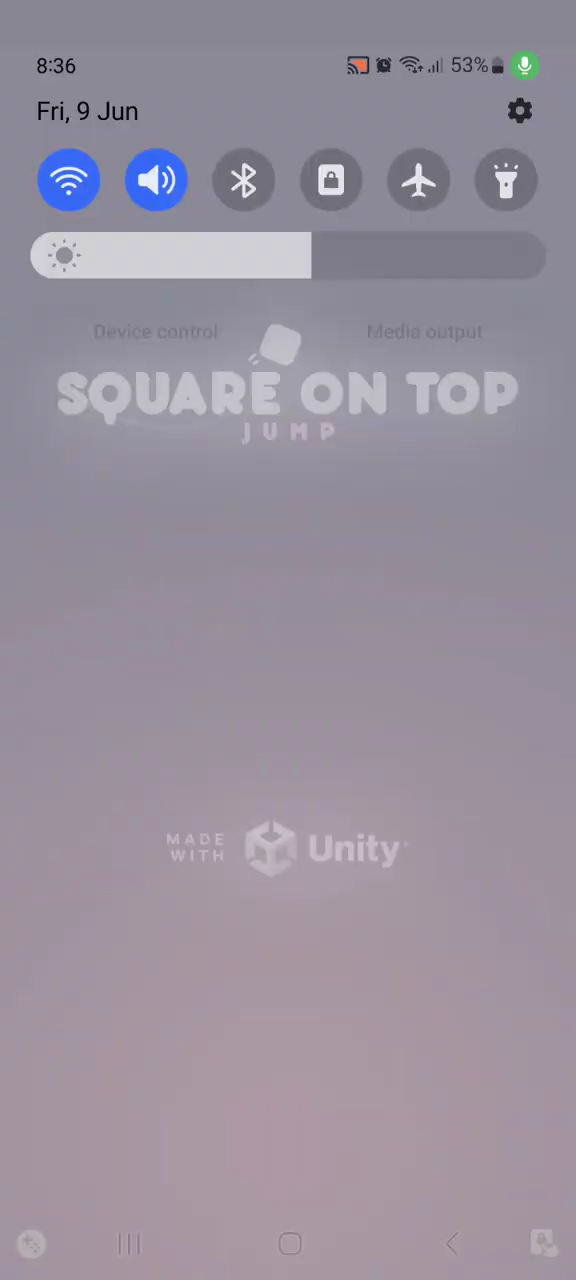 8:36
53%
Fri, 9 Jun
Device control
Media output
SQUARE ON TOP
JUMP
MADE
WITH
Unity